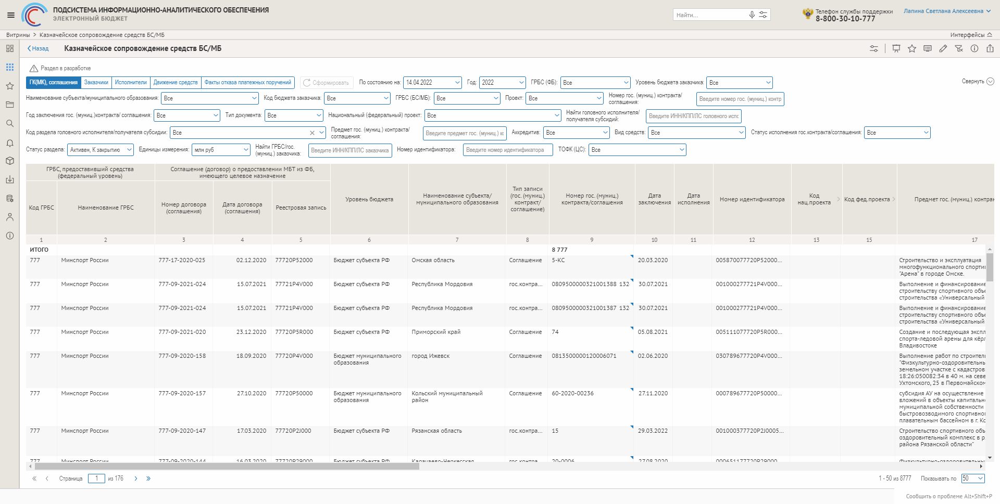 ПОДСИСТЕМА ИНФОРМАЦИОННО-АНАЛИТИЧЕСКОГО ОБЕСПЕЧЕНИЯ
ЭЛЕКТРОННЫЙ БЮДЖЕТ
Найти...
Телефон службы поддержки
8-800-30-10-777
Лапина Светлана Алексеевна
Витрины > Казначейское сопровождение средств БС/МБ
Интерфейсы
Назад Казначейское сопровождение средств БС/МБ
Раздел в разработке
ГК(МК), соглашения Заказчики Исполнители Движение средств Факты отказа платежных поручений Сформировать По состоянию на: 14.04.2022 Год: 2022 ГРБС (ФБ): Все Уровень бюджета заказчика: Все Свернуть
Наименование субъекта/муниципального образования: Все Код бюджета заказчика: Все ГРБС (БС/МБ): Все Проект: Все Номер гос. (муниц.) контракта/соглашения: Введите номер гос. (муниц.) контр
Год заключения гос. (муниц.)контракта/ соглашения: Все Тип документа: Все Национальный (федеральный) проект: Все Найти головного исполнителя/получателя субсидий: Введите ИНН/КПП/ЛС головного испо
Код раздела головного исполнителя/получателя субсидии: Все Предмет гос. (муниц.) контракта/соглашения: Введите предмет гос. (муниц.) кс Аккредитив: Все Вид средств: Все Статус исполнения гос.контракта/соглашения: Все
Статус раздела: Активен, К закрытию Единицы измерения: млн руб Найти ГРБС/гос. (муниц.) заказчика: Введите ИНН/КПП/ЛС заказчика Номер идентификатора: Введите номер идентификатора ТОФК (ЦС): Все
ГРБС, предоставивший средства (федеральный уровень)
Соглашение (договор) о предоставлении МБТ из ФБ, имеющего целевое назначение
Код ГРБС Наименование ГРБС Номер договора (соглашения) Дата договора (соглашения) Реестровая запись Уровень бюджета Наименование субъекта/муниципального образования Тип записи (гос. (муниц.) контракт/соглашение) Номер гос. (муниц.) контракта/соглашения Дата заключения Дата исполнения Номер идентификатора Код нац.проекта Код фед.проекта Предмет гос. (муниц.) контрак
1 2 3 4 5 6 7 8 9 10 11 12 13 15 17
ИТОГО 8 777
777 Минспорт России 777-17-2020-025 02.12.2020 77720P52000 Бюджет субъекта РФ Омская область Соглашение 5-КС 20.03.2020 005870077720P52000... Строительство и эксплуатация
многофункционального спорти
"Арена" в городе Омске.
777 Минспорт России 777-09-2021-024 15.07.2021 77721P4V000 Бюджет субъекта РФ Республика Мордовия гос.контра... 0809500000321001388 132 30.07.2021 001000277721P4V000... Выполнение и финансирование
строительству спортивного объе
строительства «Универсальный
777 Минспорт России 777-09-2021-024 15.07.2021 77721P4V000 Бюджет субъекта РФ Республика Мордовия гос.контра... 0809500000321001387 132 30.07.2021 001000277721P4V000... Выполнение и финансирование
строительству спортивного объе
строительства «Универсальный
777 Минспорт России 777-09-2021-020 23.12.2020 77720P5R000 Бюджет субъекта РФ Приморский край Соглашение 74 05.08.2021 005111077720P5R000... Создание и последующая экспл
спорта-ледовой арены для кёрл
Владивостоке
777 Минспорт России 777-09-2020-158 18.09.2020 77720P4V000 Бюджет муниципального образования город Ижевск Соглашение 0813500000120006071 02.06.2020 030789677720P4V000... Выполнение работ по строитель
"Физкультурно-оздоровительны
земельном участке с кадастров
18:26:050082:34 в 40 м. на севе
Ухтомского, 25 в Первомайском
777 Минспорт России 777-09-2020-157 27.10.2020 77720P50000 Бюджет муниципального образования Кольский муниципальный район Соглашение 60-2020-00236 27.11.2020 000789677720P50000... субсидия АУ на осуществление
вложений в объекты капитальн
муниципальной собственности
быстровозводимого спортивног
плавательным бассейном в г. Ко
777 Минспорт России 777-09-2020-147 17.03.2020 77720P2J000 Бюджет субъекта РФ Рязанская область гос.контра... 15 29.03.2022 001000377720P2J0005... Строительство спортивного объ
оздоровительный комплекс в р.
района Рязанской области"
777 Минспорт России 777-09-2020-144 16.03.2020 77720P29000 Бюджет субъекта РФ Карачаево-Черкесская гос.контра 20-0006 27.08.2020 000651177720P29000 Физкультурно-оздоровительны
Страница 1 из 176
1 - 50 из 8777 Показывать по 50
Сообщить о проблеме Alt+Shift+P